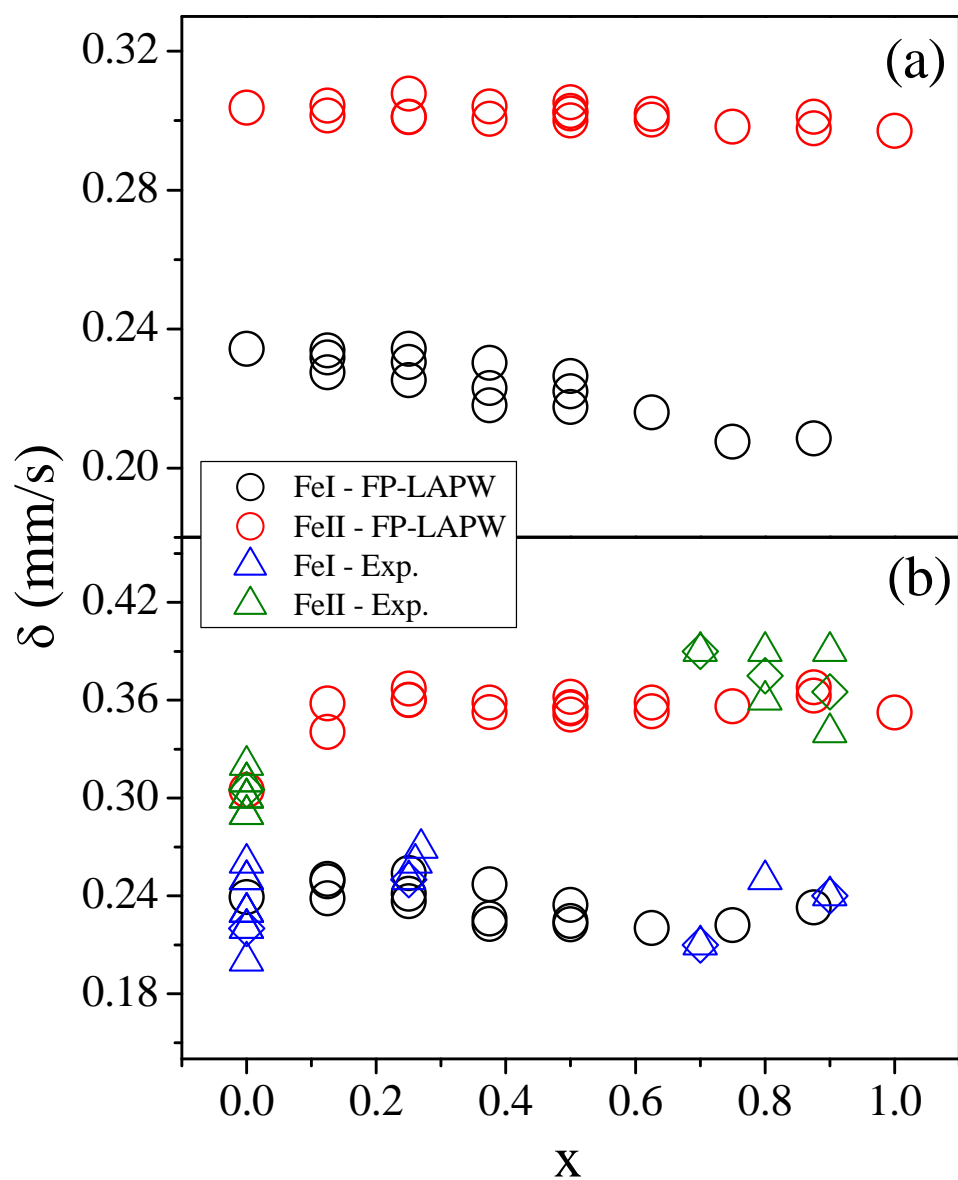 (a)
0.32
0.28
0.24
0.20
δ (mm/s)
FeI - FP-LAPW
FeII - FP-LAPW
FeI - Exp.
FeII - Exp.
(b)
0.42
0.36
0.30
0.24
0.18
0.0 0.2 0.4 0.6 0.8 1.0
x